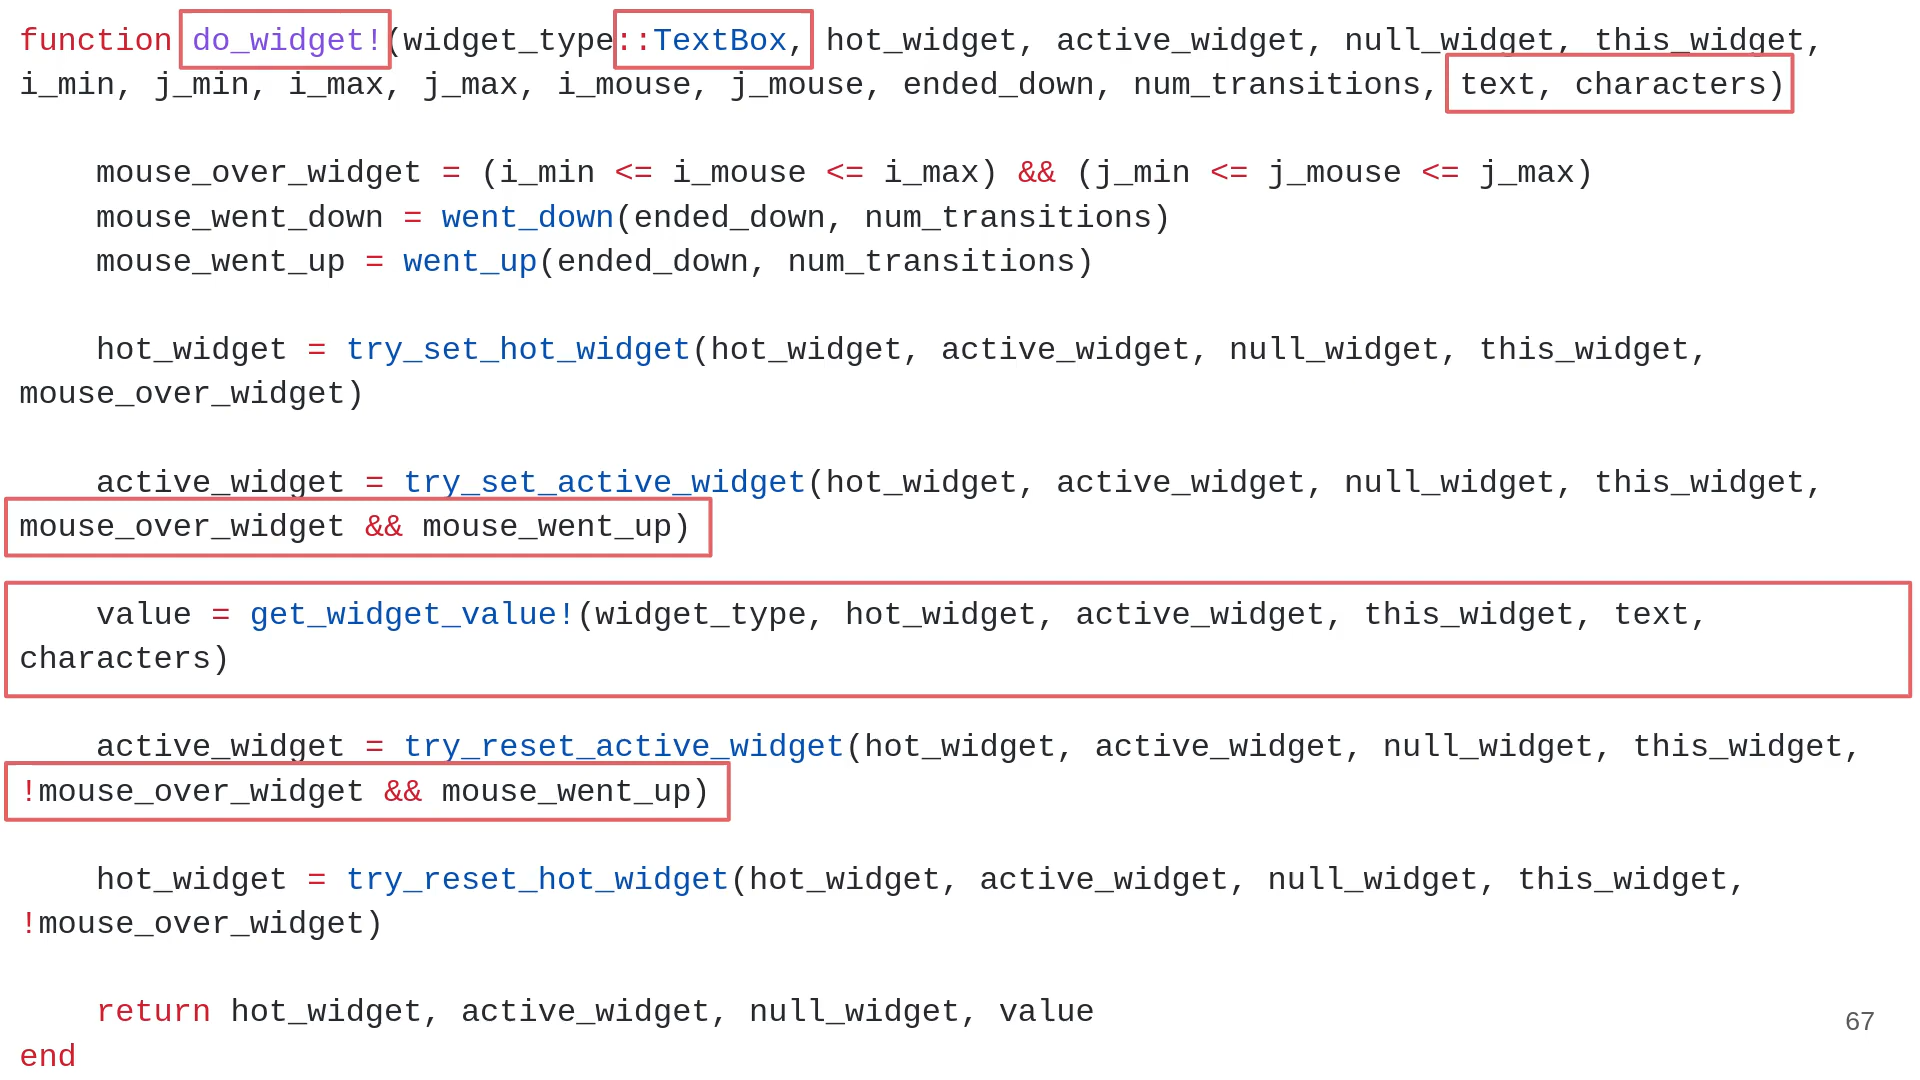 function do_widget!(widget_type::TextBox, hot_widget, active_widget, null_widget, this_widget,
i_min, j_min, i_max, j_max, i_mouse, j_mouse, ended_down, num_transitions, text, characters)
    mouse_over_widget = (i_min <= i_mouse <= i_max) && (j_min <= j_mouse <= j_max)
    mouse_went_down = went_down(ended_down, num_transitions)
    mouse_went_up = went_up(ended_down, num_transitions)
    hot_widget = try_set_hot_widget(hot_widget, active_widget, null_widget, this_widget,
mouse_over_widget)
    active_widget = try_set_active_widget(hot_widget, active_widget, null_widget, this_widget,
mouse_over_widget && mouse_went_up)
    value = get_widget_value!(widget_type, hot_widget, active_widget, this_widget, text,
characters)
    active_widget = try_reset_active_widget(hot_widget, active_widget, null_widget, this_widget,
!mouse_over_widget && mouse_went_up)
    hot_widget = try_reset_hot_widget(hot_widget, active_widget, null_widget, this_widget,
!mouse_over_widget)
    return hot_widget, active_widget, null_widget, value
end
67